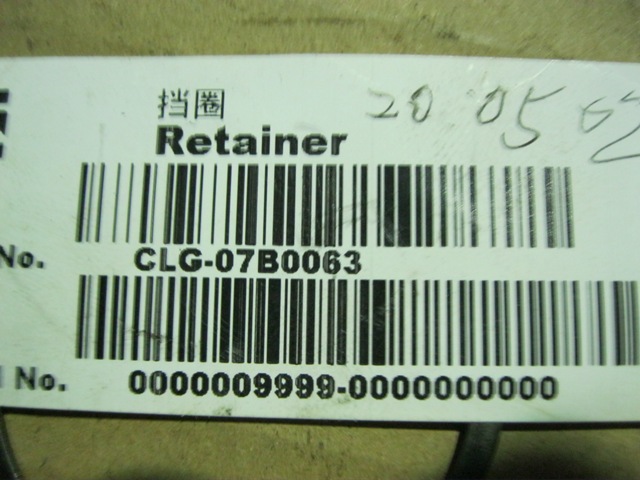 挡圈 20 05
Retainer
No. CLG-07B0063
No. 0000009999-0000000000